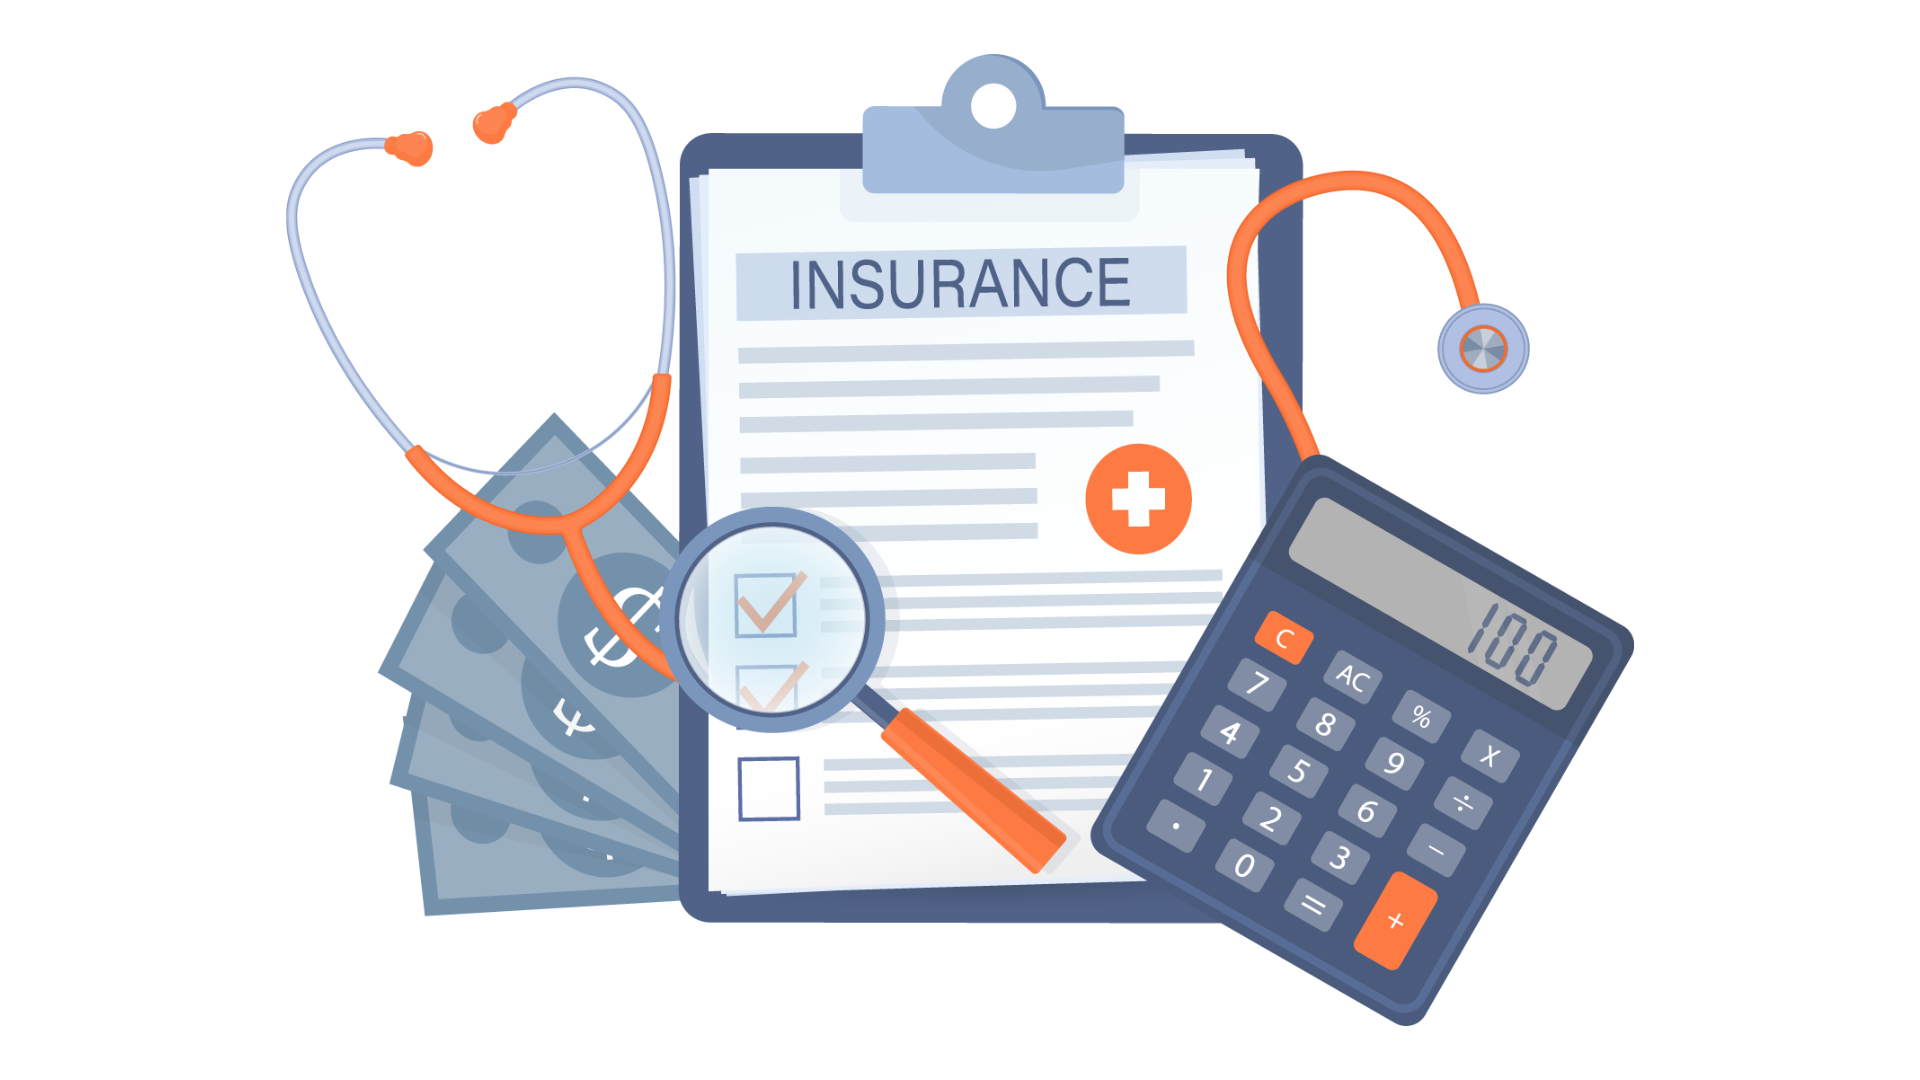 INSURANCE
$
$
100
C AC % X
7 8 9 ÷
4 5 6 −
1 2 3 +
. 0 =